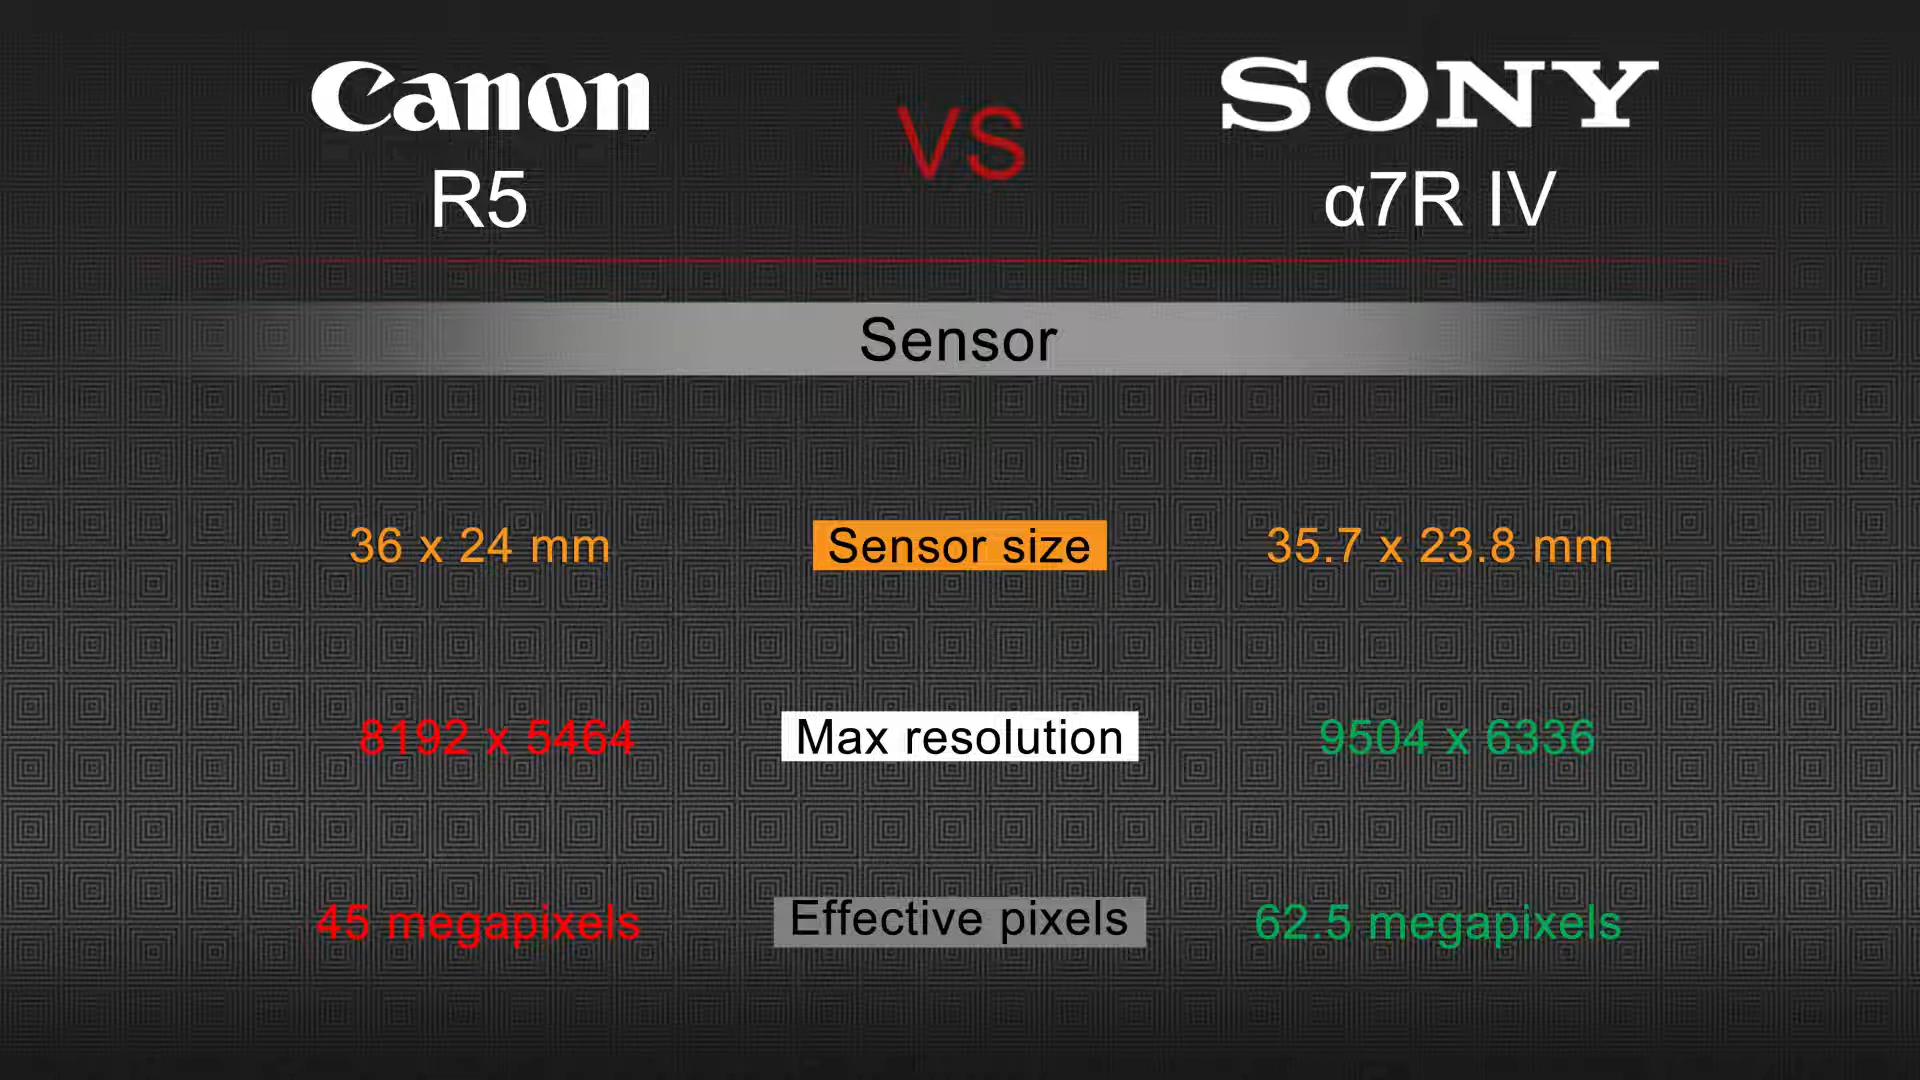 Canon
VS
SONY
R5
α7R IV
Sensor
36 x 24 mm
Sensor size
35.7 x 23.8 mm
8192 x 5464
Max resolution
9504 x 6336
45 megapixels
Effective pixels
62.5 megapixels